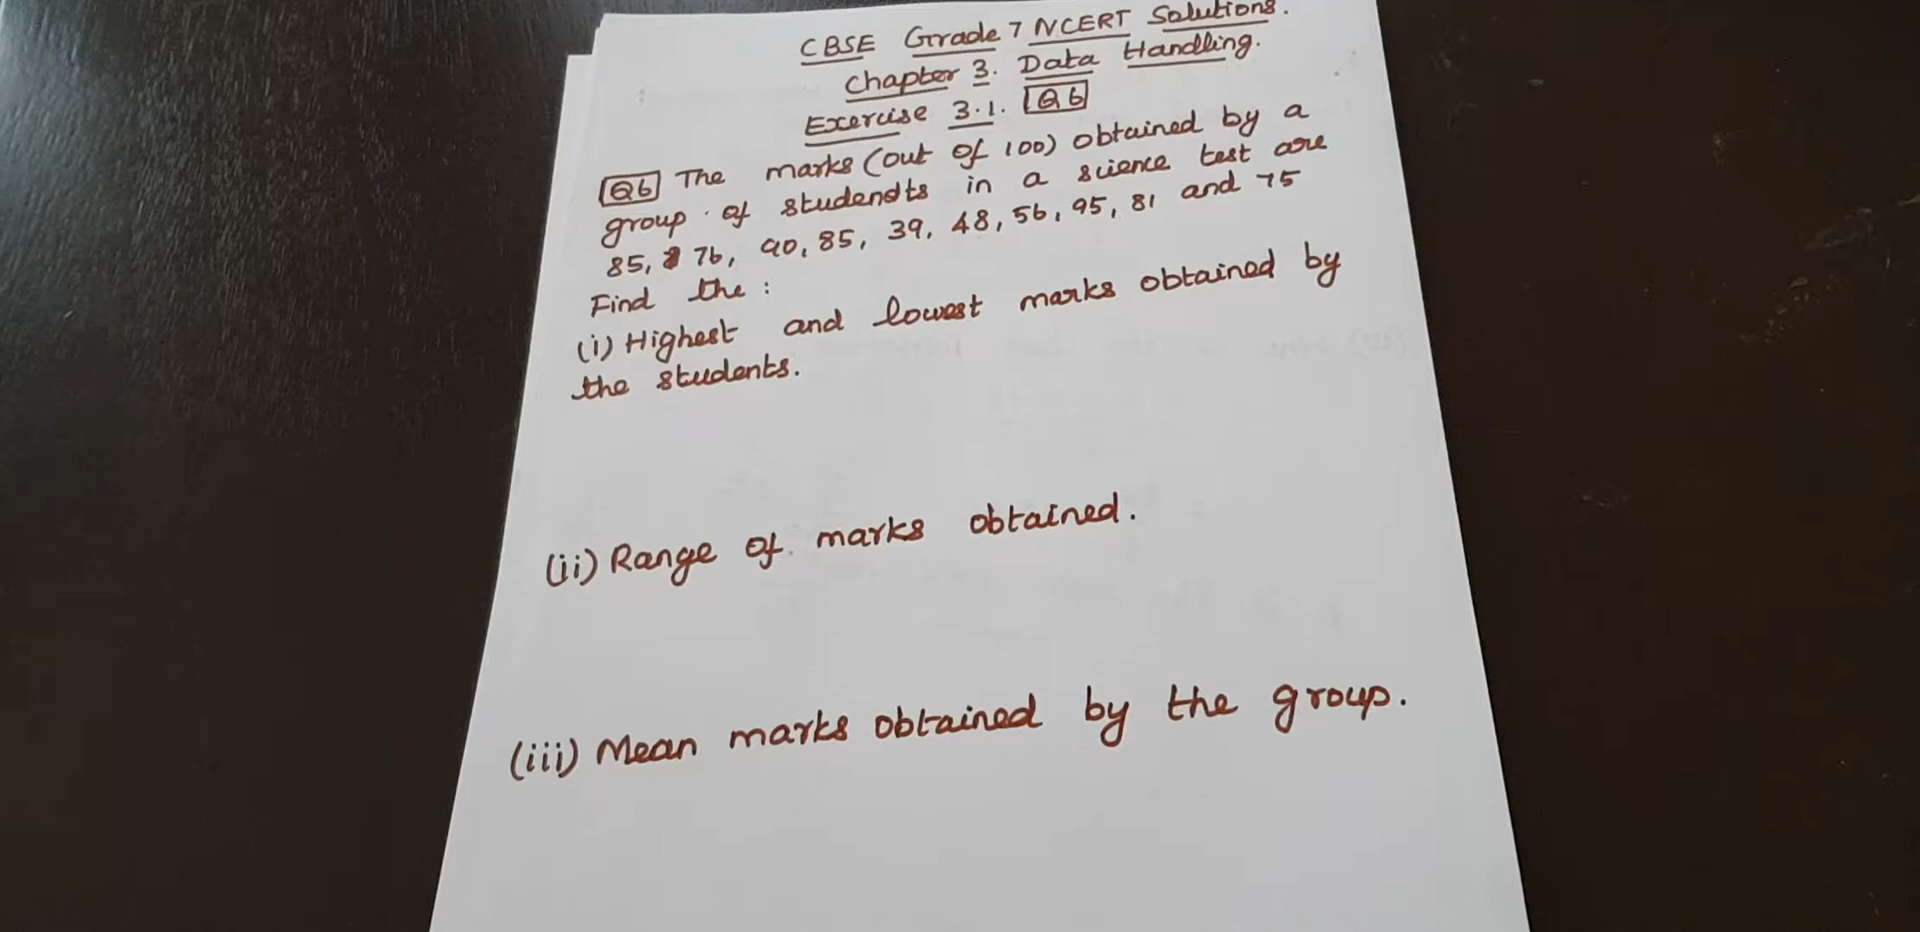 CBSE Grade 7 NCERT Solutions.
Chapter 3. Data Handling.
Exercise 3.1. Q6
Q6 The marks (out of 100) obtained by a
group of studendts in a science test are
85, 76, 90, 85, 39, 48, 56, 95, 81 and 75
Find the :
(i) Highest and lowest marks obtained by
the students.
(ii) Range of marks obtained.
(iii) Mean marks obtained by the group.